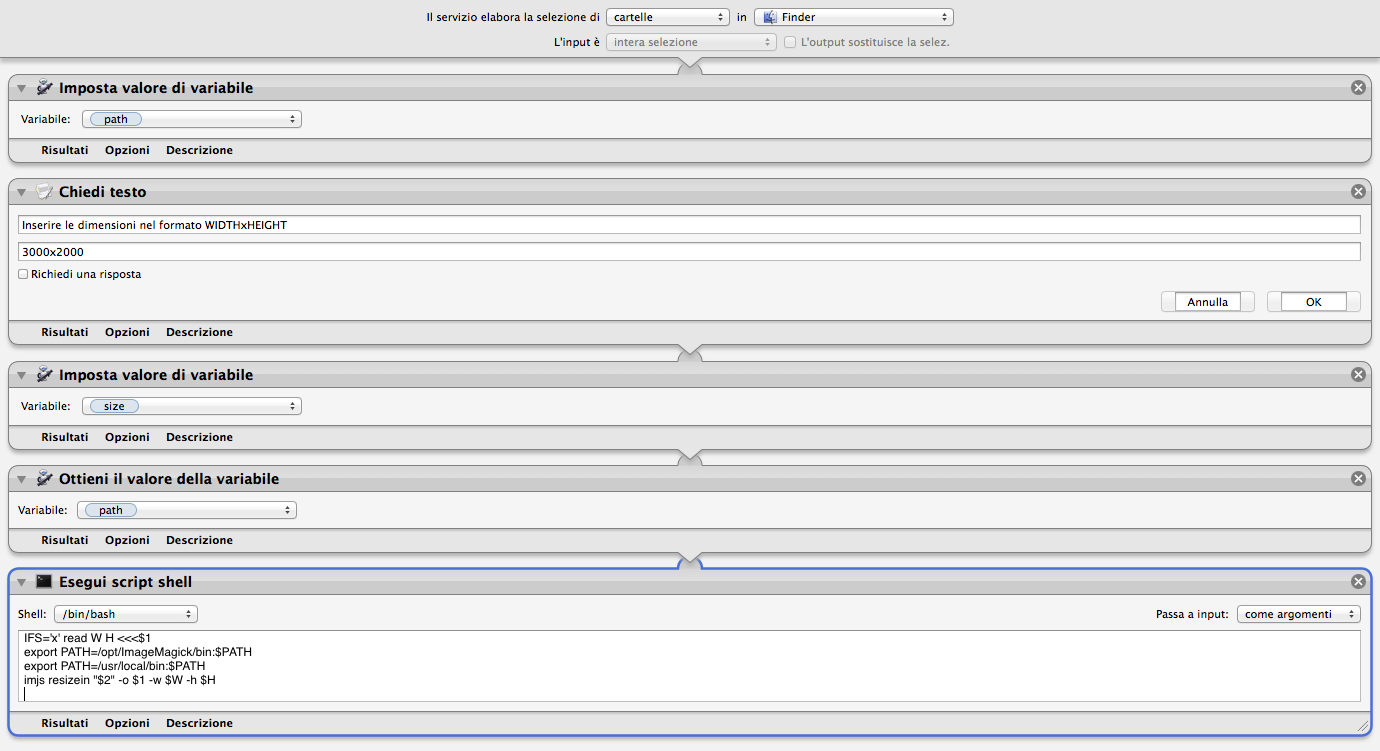 Il servizio elabora la selezione di cartelle in Finder
L'input è intera selezione L'output sostituisce la selez.
Imposta valore di variabile
Variabile: path
Risultati Opzioni Descrizione
Chiedi testo
Inserire le dimensioni nel formato WIDTHxHEIGHT
3000x2000
Richiedi una risposta
Annulla OK
Risultati Opzioni Descrizione
Imposta valore di variabile
Variabile: size
Risultati Opzioni Descrizione
Ottieni il valore della variabile
Variabile: path
Risultati Opzioni Descrizione
Esegui script shell
Shell: /bin/bash Passa a input: come argomenti
IFS='x' read W H <<<$1
export PATH=/opt/ImageMagick/bin:$PATH
export PATH=/usr/local/bin:$PATH
imjs resizein "$2" -o $1 -w $W -h $H
Risultati Opzioni Descrizione